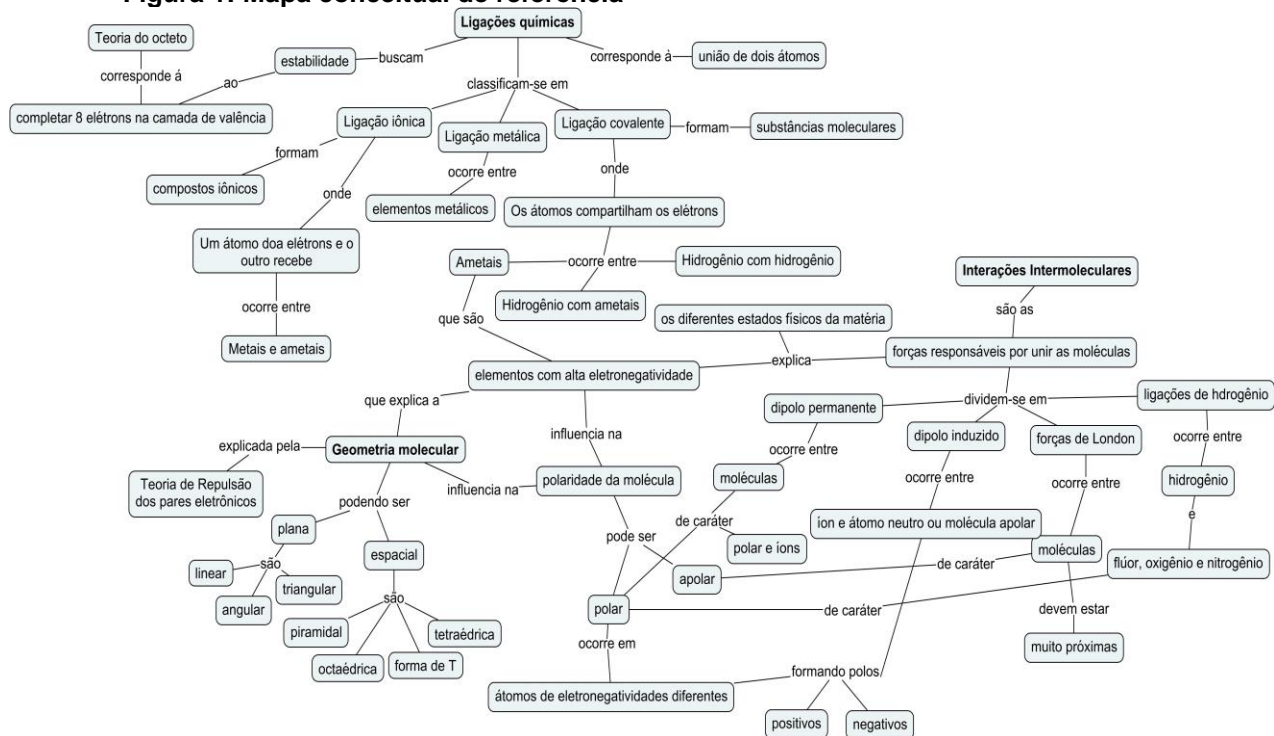 Figura 1: Mapa conceitual de referência
Ligações químicas
Teoria do octeto
estabilidade
buscam
corresponde à
união de dois átomos
corresponde á
ao
classificam-se em
completar 8 elétrons na camada de valência
Ligação iônica
Ligação metálica
Ligação covalente
formam
substâncias moleculares
formam
ocorre entre
onde
compostos iônicos
onde
elementos metálicos
Os átomos compartilham os elétrons
Um átomo doa elétrons e o
outro recebe
Ametais
ocorre entre
Hidrogênio com hidrogênio
Interações Intermoleculares
ocorre entre
Hidrogênio com ametais
são as
que são
os diferentes estados físicos da matéria
Metais e ametais
explica
forças responsáveis por unir as moléculas
elementos com alta eletronegatividade
que explica a
dipolo permanente
dividem-se em
ligações de hdrogênio
influencia na
dipolo induzido
forças de London
ocorre entre
explicada pela
Geometria molecular
ocorre entre
Teoria de Repulsão
dos pares eletrônicos
influencia na
polaridade da molécula
moléculas
ocorre entre
ocorre entre
hidrogênio
podendo ser
e
plana
de caráter
íon e átomo neutro ou molécula apolar
pode ser
espacial
polar e íons
moléculas
são
linear
triangular
apolar
de caráter
flúor, oxigênio e nitrogênio
angular
são
polar
de caráter
devem estar
piramidal
tetraédrica
ocorre em
muito próximas
octaédrica
forma de T
formando polos
átomos de eletronegatividades diferentes
positivos
negativos